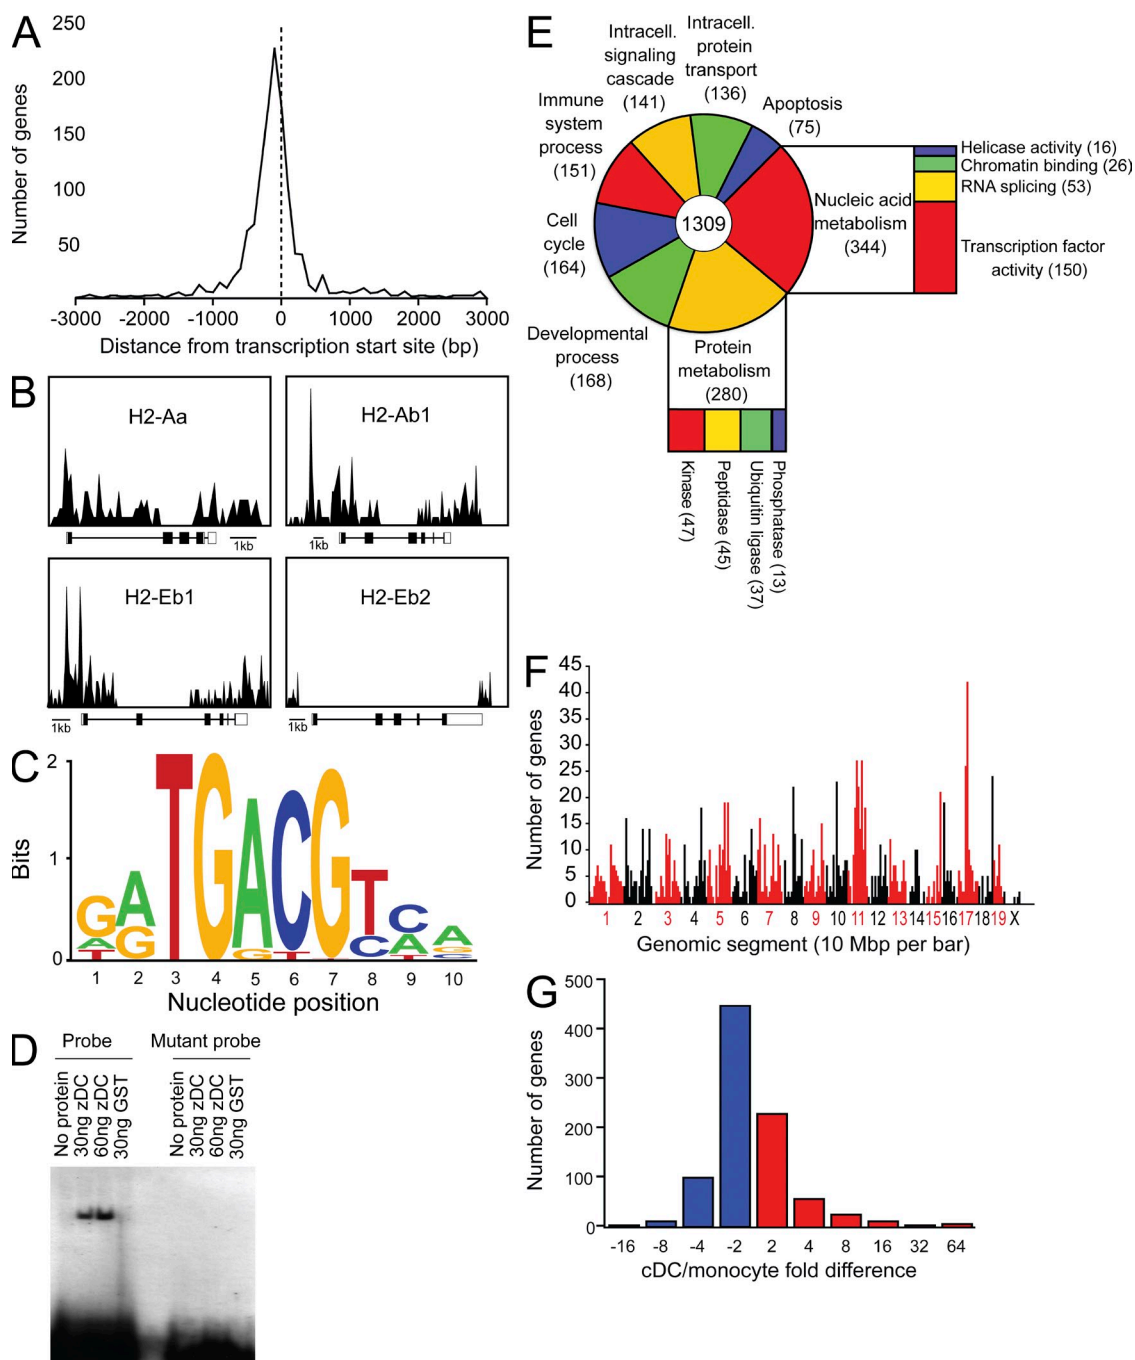 A
250
200
150
100
50
Number of genes
-3000 -2000 -1000 0 1000 2000 3000
Distance from transcription start site (bp)
B
H2-Aa
1kb
H2-Ab1
1kb
H2-Eb1
1kb
H2-Eb2
1kb
C
2
1
0
Bits
G A T
A G
T
G
A G
C T
G
T C
C A T
A G C
1 2 3 4 5 6 7 8 9 10
Nucleotide position
D
Probe
Mutant probe
No protein
30ng zDC
60ng zDC
30ng GST
No protein
30ng zDC
60ng zDC
30ng GST
E
Intracell.
signaling
cascade
(141)
Intracell.
protein
transport
(136)
Apoptosis
(75)
Immune
system
process
(151)
Cell
cycle
(164)
Developmental
process
(168)
1309
Nucleic acid
metabolism
(344)
Protein
metabolism
(280)
Helicase activity (16)
Chromatin binding (26)
RNA splicing (53)
Transcription factor
activity (150)
Kinase (47)
Peptidase (45)
Ubiquitin ligase (37)
Phosphatase (13)
F
45
40
35
30
25
20
15
10
5
0
Number of genes
1 2 3 4 5 6 7 8 9 10 11 12 13 14 15 16 17 18 19 X
Genomic segment (10 Mbp per bar)
G
500
400
300
200
100
0
Number of genes
-16 -8 -4 -2 2 4 8 16 32 64
cDC/monocyte fold difference